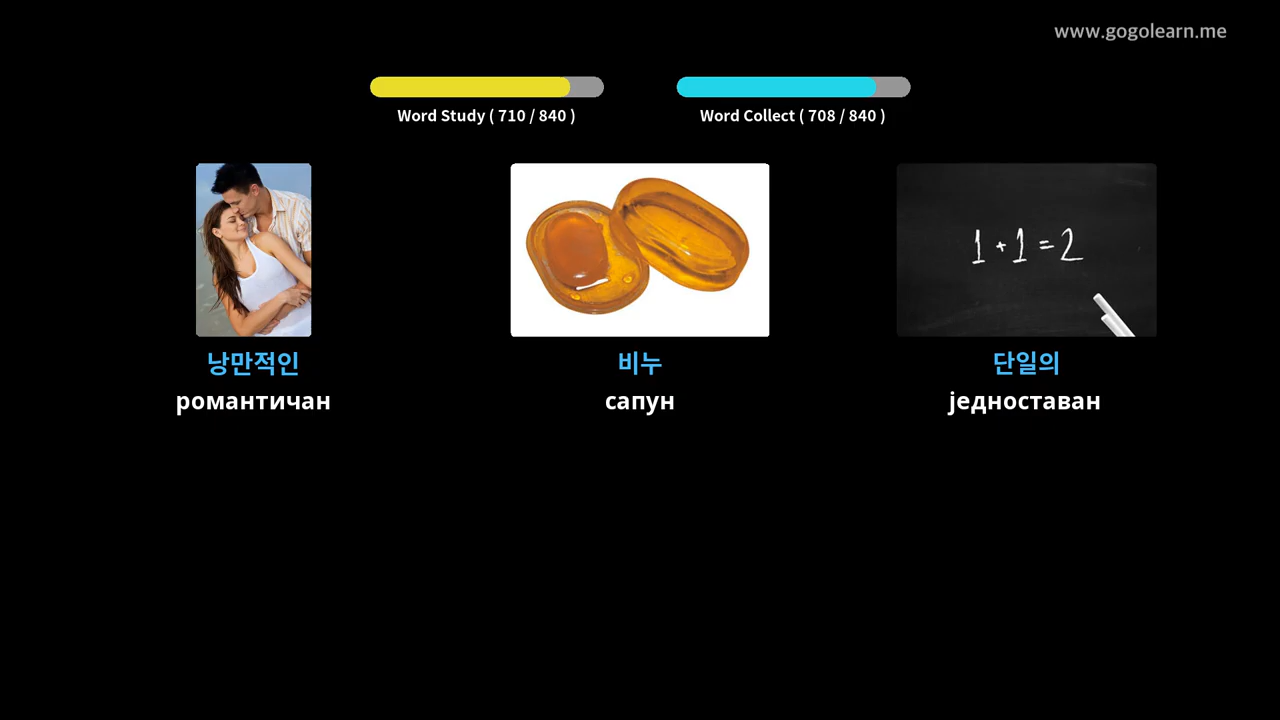 www.gogolearn.me
Word Study ( 710 / 840 )
Word Collect ( 708 / 840 )
1 + 1 = 2
낭만적인
비누
단일의
романтичан
сапун
једноставан